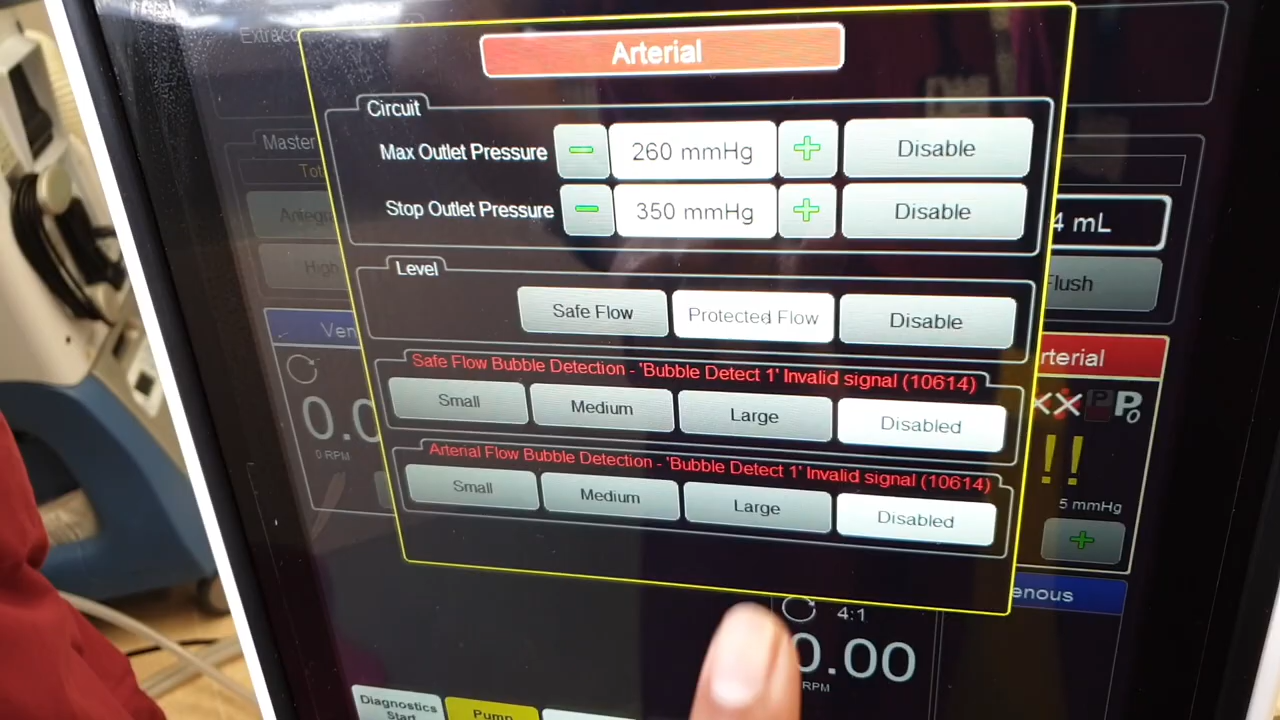 Arterial
Circuit
Max Outlet Pressure 260 mmHg Disable
Stop Outlet Pressure 350 mmHg Disable
Level
Safe Flow Protected Flow Disable
Safe Flow Bubble Detection - 'Bubble Detect 1' Invalid signal (10614)
Small Medium Large Disabled
Arterial Flow Bubble Detection - 'Bubble Detect 1' Invalid signal (10614)
Small Medium Large Disabled
Master
High
Ven
0.0
0 RPM
4 mL
Flush
rterial
P P0
!!
5 mmHg
enous
4:1
0.00
RPM
Diagnostics
Start
Pump